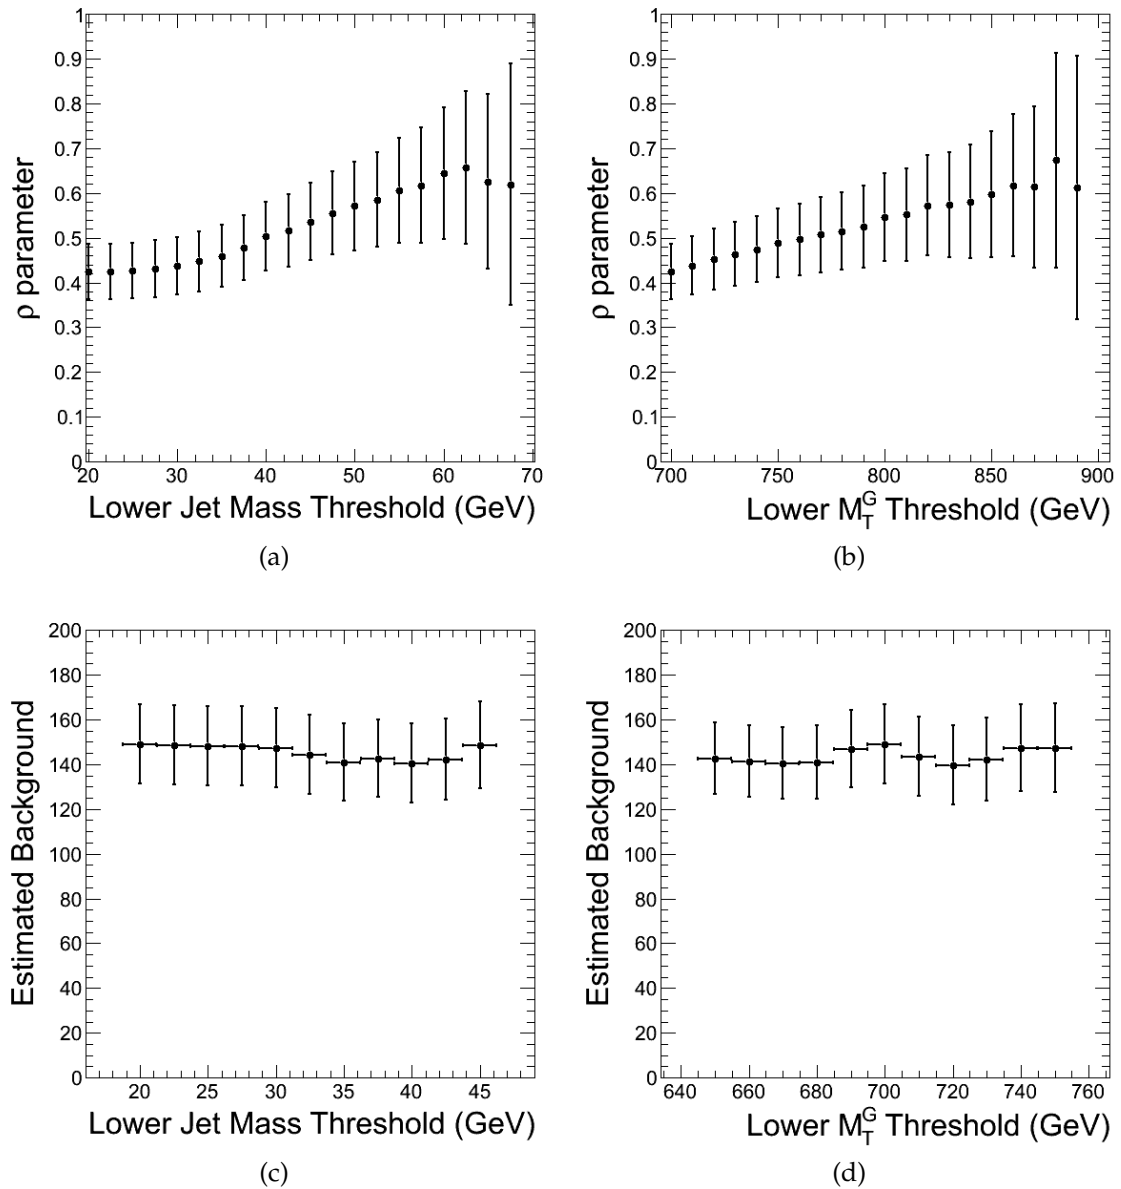 1
0.9
0.8
0.7
0.6
0.5
0.4
0.3
0.2
0.1
0
ρ parameter
20 30 40 50 60 70
Lower Jet Mass Threshold (GeV)
(a)
1
0.9
0.8
0.7
0.6
0.5
0.4
0.3
0.2
0.1
0
ρ parameter
700 750 800 850 900
Lower M_T^G Threshold (GeV)
(b)
200
180
160
140
120
100
80
60
40
20
0
Estimated Background
20 25 30 35 40 45
Lower Jet Mass Threshold (GeV)
(c)
200
180
160
140
120
100
80
60
40
20
0
Estimated Background
640 660 680 700 720 740 760
Lower M_T^G Threshold (GeV)
(d)